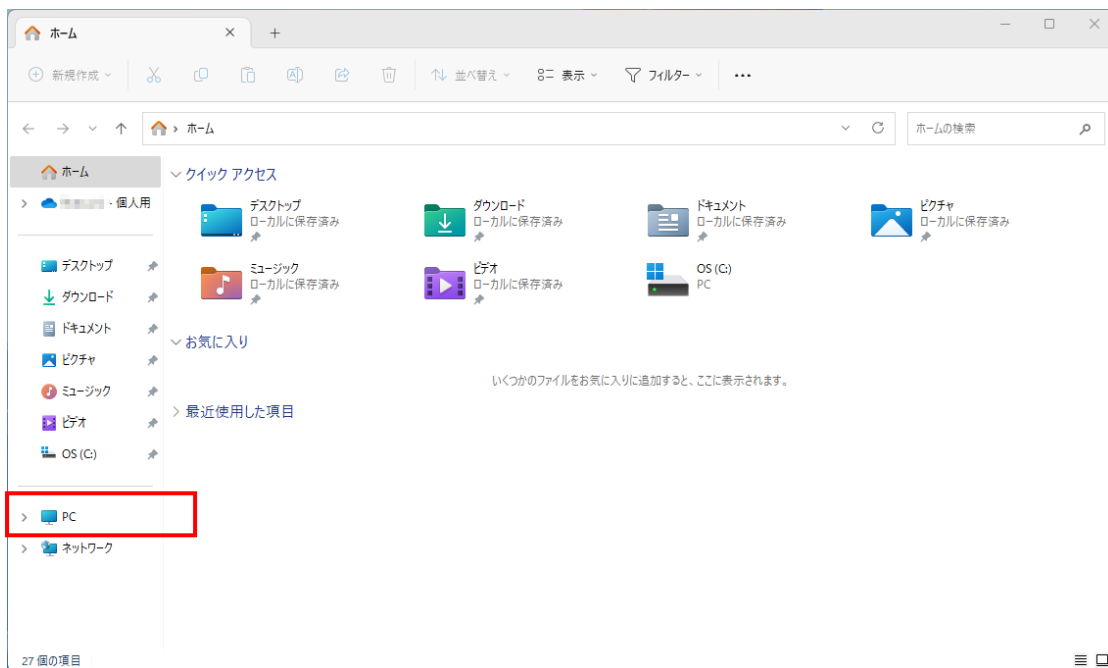 ホーム
新規作成
並べ替え
表示
フィルター
ホーム
ホームの検索
ホーム
- 個人用
デスクトップ
ダウンロード
ドキュメント
ピクチャ
ミュージック
ビデオ
OS (C:)
PC
ネットワーク
クイック アクセス
デスクトップ
ローカルに保存済み
ダウンロード
ローカルに保存済み
ドキュメント
ローカルに保存済み
ピクチャ
ローカルに保存済み
ミュージック
ローカルに保存済み
ビデオ
ローカルに保存済み
OS (C:)
PC
お気に入り
いくつかのファイルをお気に入りに追加すると、ここに表示されます。
最近使用した項目
27 個の項目